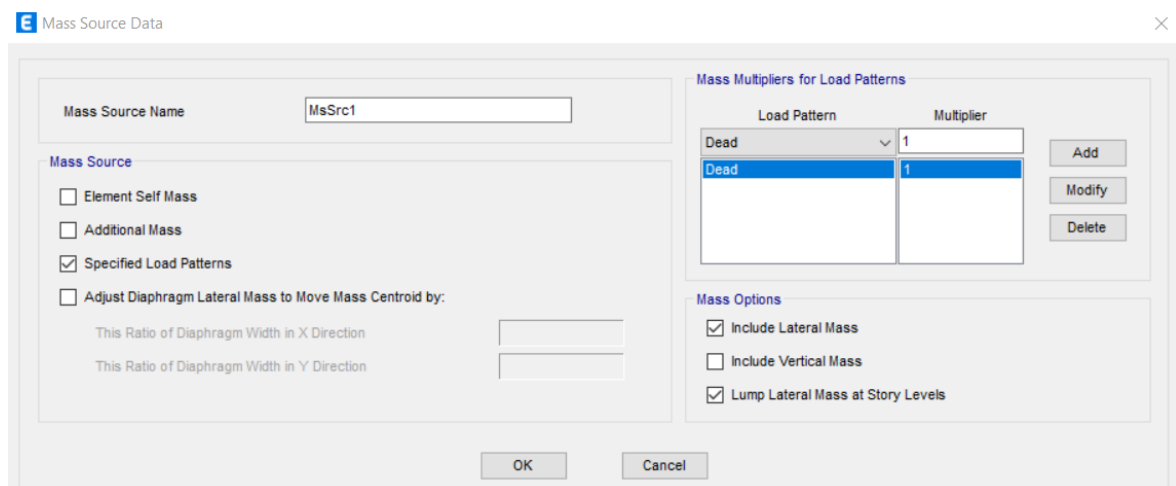 E Mass Source Data
Mass Source Name MsSrc1
Mass Source
Element Self Mass
Additional Mass
Specified Load Patterns
Adjust Diaphragm Lateral Mass to Move Mass Centroid by:
This Ratio of Diaphragm Width in X Direction
This Ratio of Diaphragm Width in Y Direction
Mass Multipliers for Load Patterns
Load Pattern Multiplier
Dead 1
Dead 1
Add
Modify
Delete
Mass Options
Include Lateral Mass
Include Vertical Mass
Lump Lateral Mass at Story Levels
OK Cancel